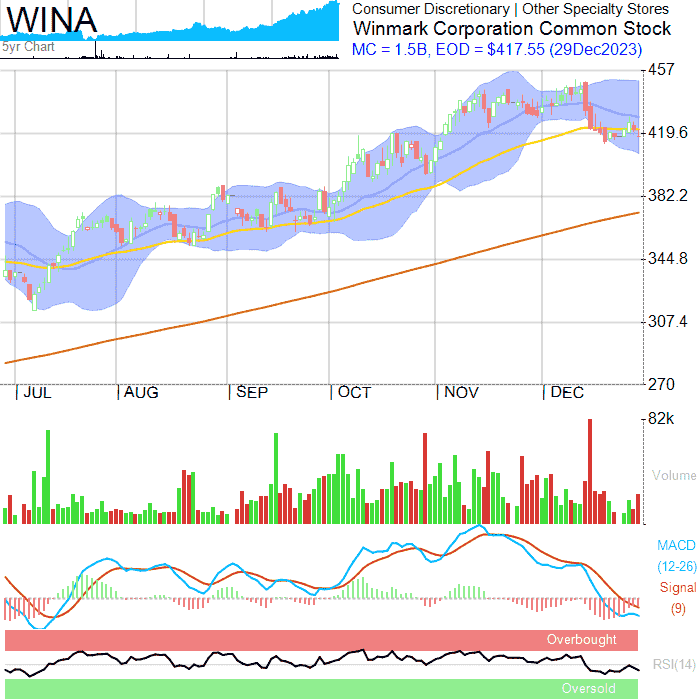 WINA
5yr Chart
Consumer Discretionary | Other Specialty Stores
Winmark Corporation Common Stock
MC = 1.5B, EOD = $417.55 (29Dec2023)
457
419.6
382.2
344.8
307.4
270
JUL AUG SEP OCT NOV DEC
82k
Volume
MACD
(12-26)
Signal
(9)
Overbought
RSI(14)
Oversold